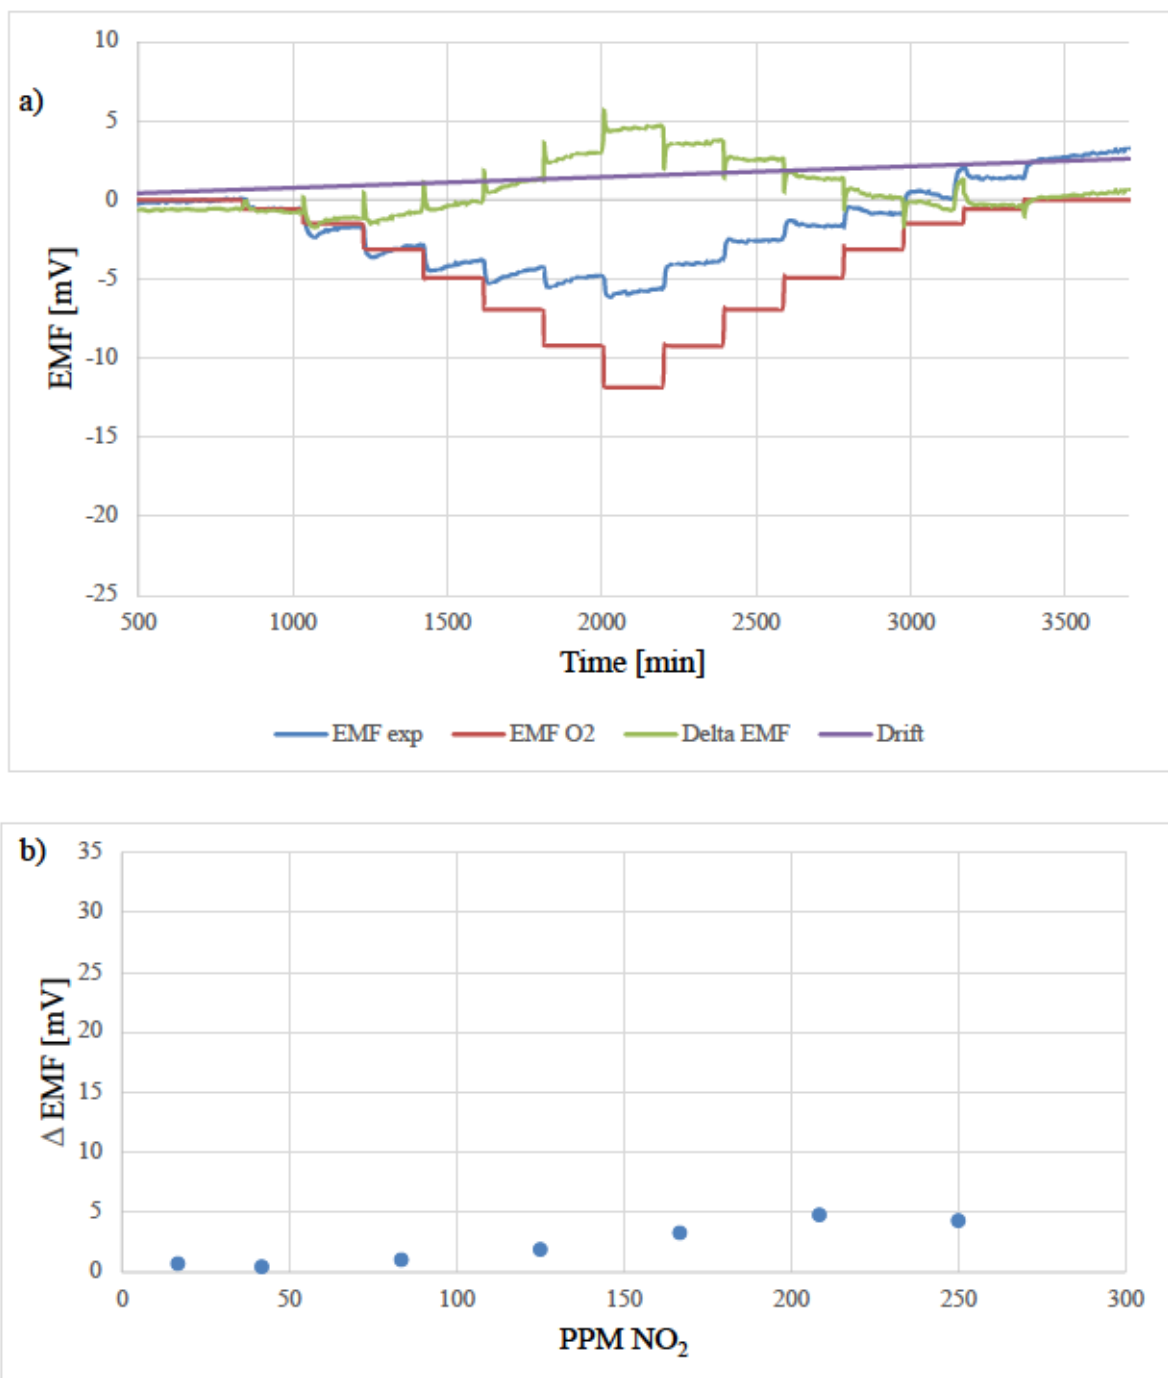 a)
10
5
0
-5
-10
-15
-20
-25
EMF [mV]
500 1000 1500 2000 2500 3000 3500
Time [min]
EMF exp EMF O2 Delta EMF Drift
b)
35
30
25
20
15
10
5
0
Δ EMF [mV]
0 50 100 150 200 250 300
PPM NO₂